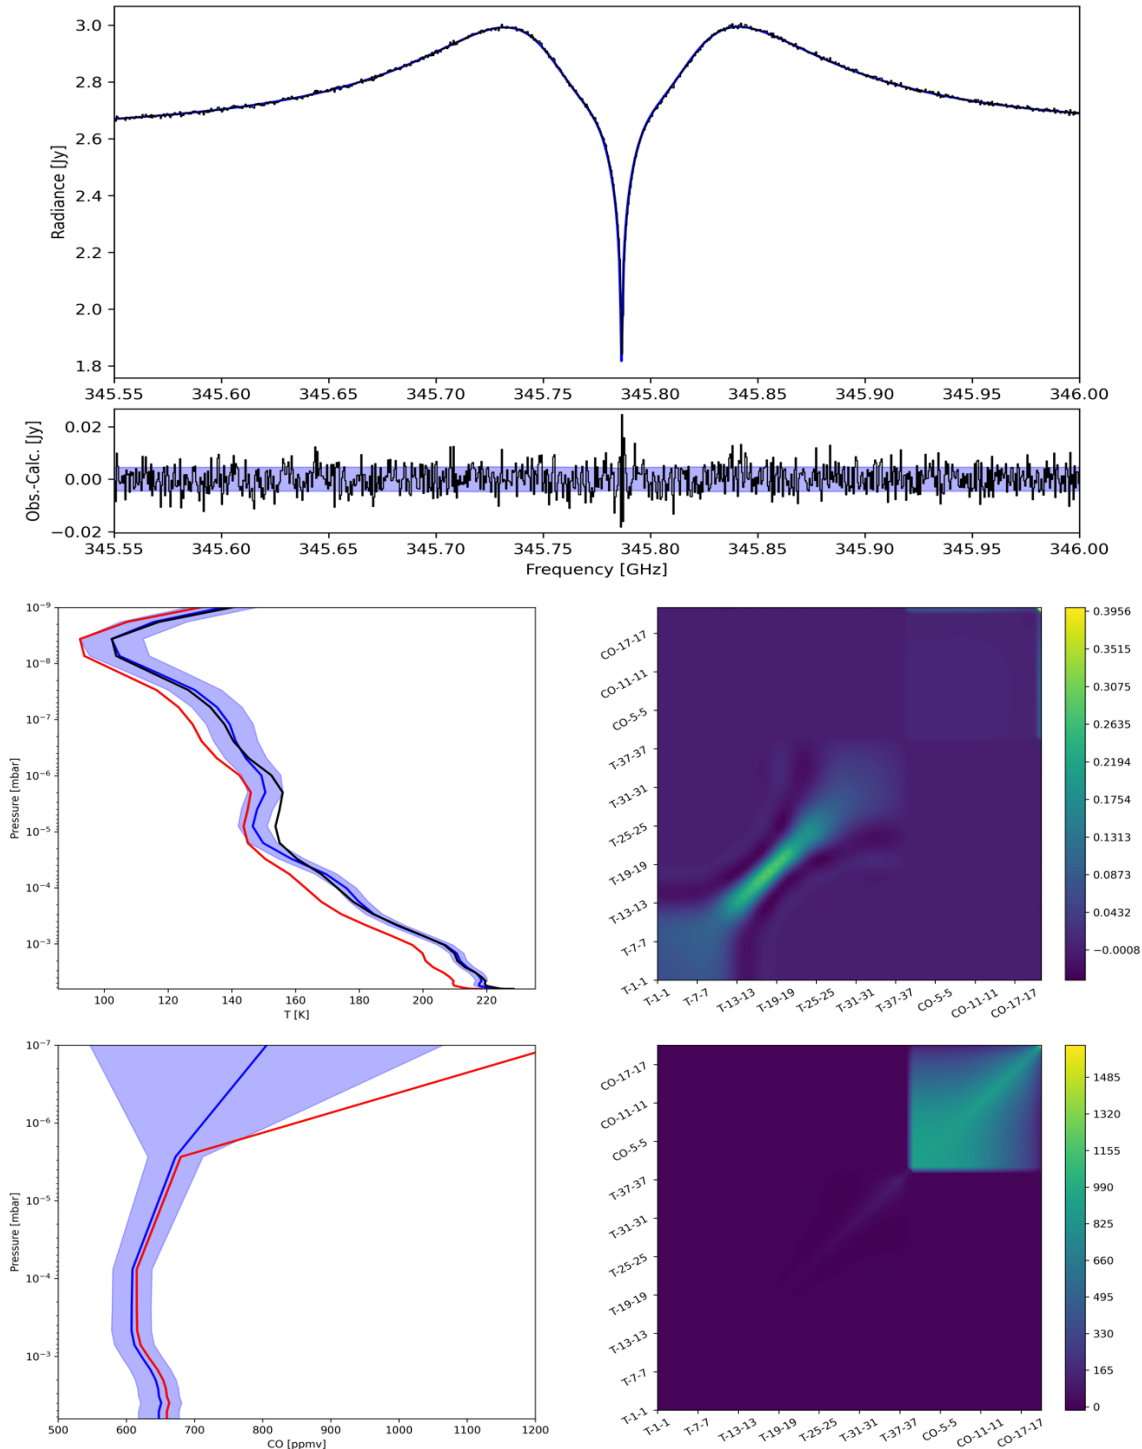 3.0
2.8
2.6
2.4
2.2
2.0
1.8
Radiance [Jy]
345.55 345.60 345.65 345.70 345.75 345.80 345.85 345.90 345.95 346.00
0.02
0.00
−0.02
Obs.-Calc. [Jy]
345.55 345.60 345.65 345.70 345.75 345.80 345.85 345.90 345.95 346.00
Frequency [GHz]
10⁻⁹
10⁻⁸
10⁻⁷
10⁻⁶
10⁻⁵
10⁻⁴
10⁻³
Pressure [mbar]
100 120 140 160 180 200 220
T [K]
CO-17-17
CO-11-11
CO-5-5
T-37-37
T-31-31
T-25-25
T-19-19
T-13-13
T-7-7
T-1-1
T-1-1 T-7-7 T-13-13 T-19-19 T-25-25 T-31-31 T-37-37 CO-5-5 CO-11-11 CO-17-17
0.3956
0.3515
0.3075
0.2635
0.2194
0.1754
0.1313
0.0873
0.0432
−0.0008
10⁻⁷
10⁻⁶
10⁻⁵
10⁻⁴
10⁻³
Pressure [mbar]
500 600 700 800 900 1000 1100 1200
CO [ppmv]
CO-17-17
CO-11-11
CO-5-5
T-37-37
T-31-31
T-25-25
T-19-19
T-13-13
T-7-7
T-1-1
T-1-1 T-7-7 T-13-13 T-19-19 T-25-25 T-31-31 T-37-37 CO-5-5 CO-11-11 CO-17-17
1485
1320
1155
990
825
660
495
330
165
0